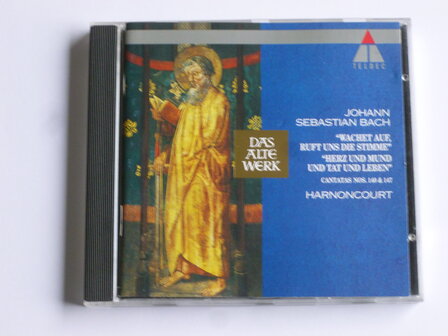 TELDEC
JOHANN
SEBASTIAN BACH
"WACHET AUF,
RUFT UNS DIE STIMME"
"HERZ UND MUND
UND TAT UND LEBEN"
CANTATAS NOS. 140 & 147
HARNONCOURT
DAS
ALTE
WERK